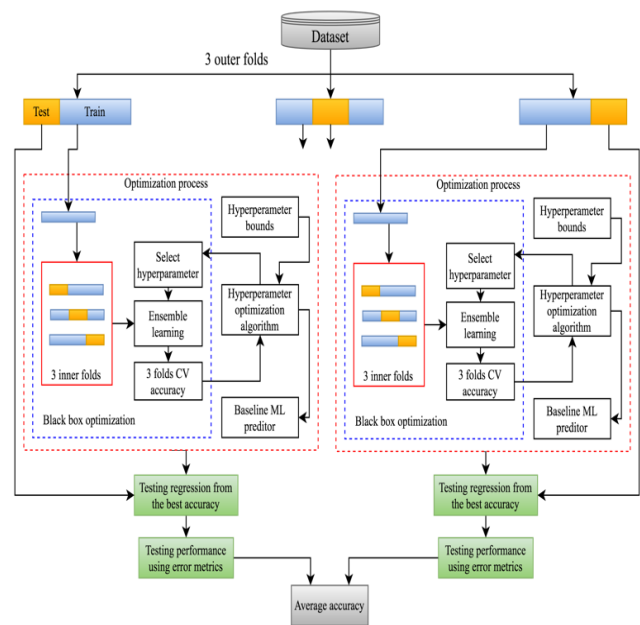 Dataset
3 outer folds
Test
Train
Optimization process
Hyperperameter
bounds
Select
hyperparameter
Hyperperameter
optimization
algorithm
Ensemble
learning
3 inner folds
3 folds CV
accuracy
Baseline ML
preditor
Black box optimization
Optimization process
Hyperperameter
bounds
Select
hyperparameter
Hyperperameter
optimization
algorithm
Ensemble
learning
3 inner folds
3 folds CV
accuracy
Baseline ML
preditor
Black box optimization
Testing regression from
the best accuracy
Testing regression from
the best accuracy
Testing performance
using error metrics
Testing performance
using error metrics
Average accuracy